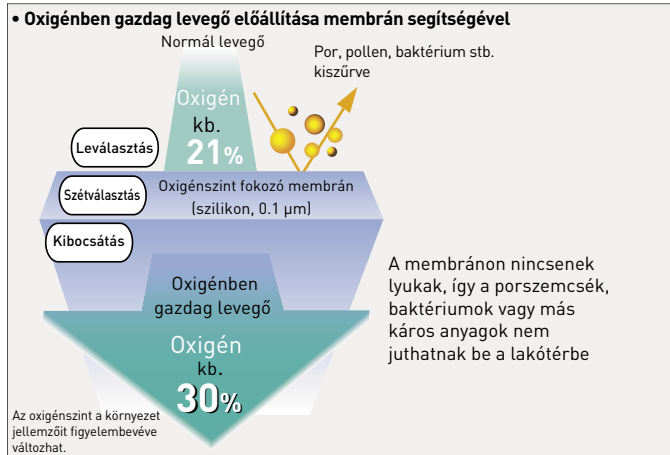 • Oxigénben gazdag levegő előállítása membrán segítségével
Normál levegő
Por, pollen, baktérium stb.
kiszűrve
Oxigén
kb.
21%
Leválasztás
Szétválasztás
Oxigénszint fokozó membrán
(szilikon, 0.1 µm)
Kibocsátás
Oxigénben
gazdag levegő
A membránon nincsenek
lyukak, így a porszemcsék,
baktériumok vagy más
káros anyagok nem
juthatnak be a lakótérbe
Oxigén
kb.
30%
Az oxigénszint a környezet
jellemzőit figyelembevéve
változhat.